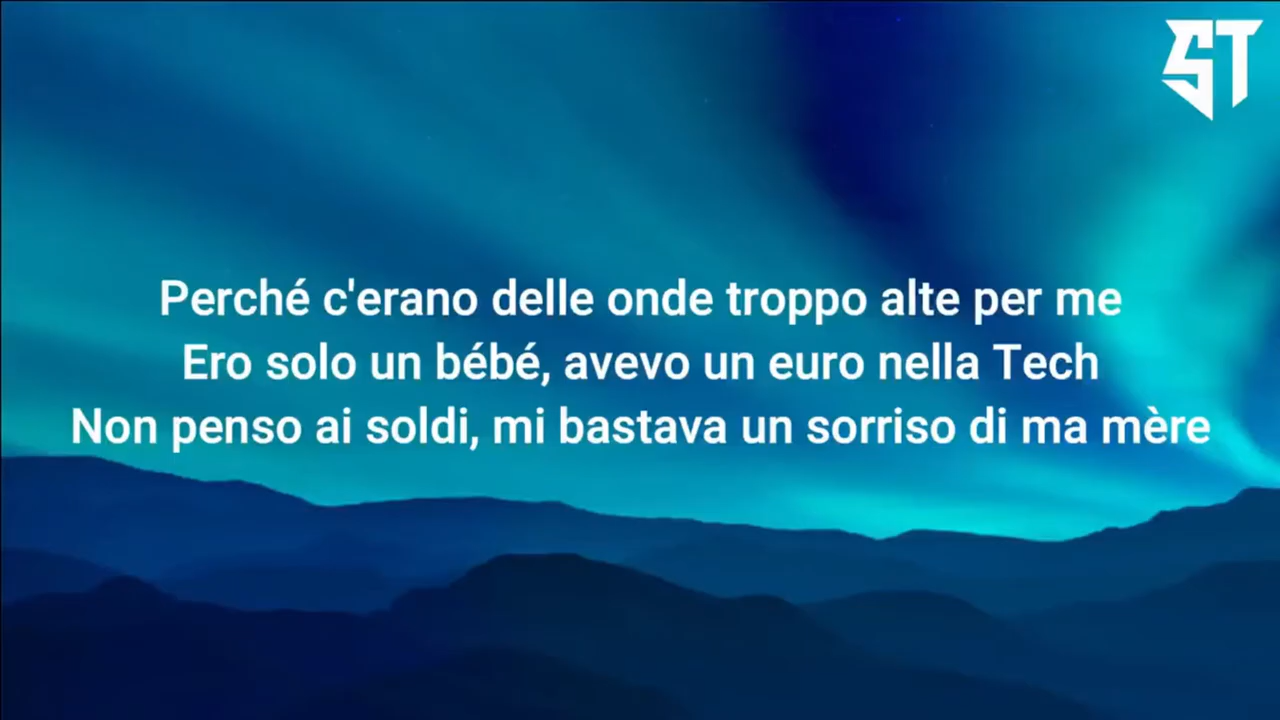 ST
Perché c'erano delle onde troppo alte per me
Ero solo un bébé, avevo un euro nella Tech
Non penso ai soldi, mi bastava un sorriso di ma mère